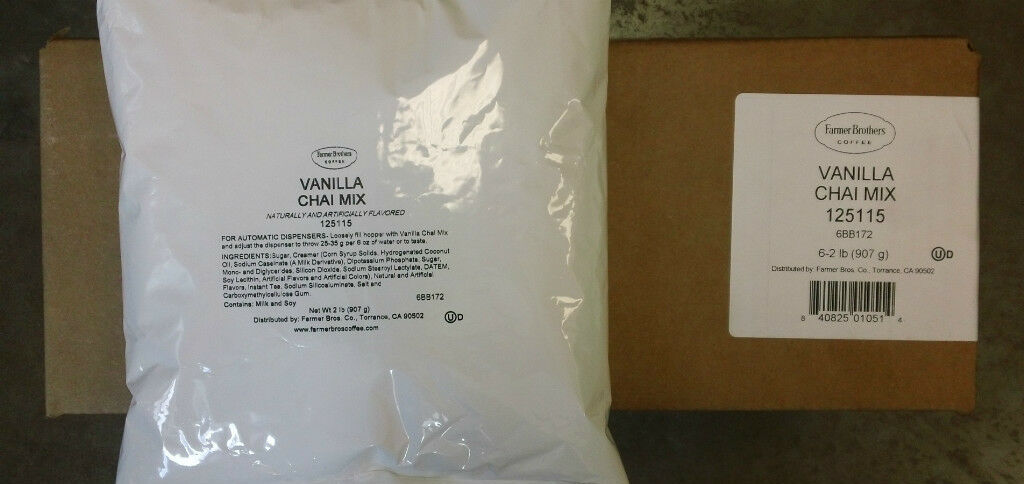 Farmer Brothers
COFFEE
VANILLA
CHAI MIX
NATURALLY AND ARTIFICIALLY FLAVORED
125115
FOR AUTOMATIC DISPENSERS- Loosely fill hopper with Vanilla Chai Mix
and adjust the dispenser to throw 25-35 g per 6 oz of water or to taste.
INGREDIENTS:Sugar, Creamer (Corn Syrup Solids, Hydrogenated Coconut
Oil, Sodium Caseinate (A Milk Derivative), Dipotassium Phosphate, Sugar,
Mono- and Diglycerides, Silicon Dioxide, Sodium Stearoyl Lactylate, DATEM,
Soy Lecithin, Artificial Flavors and Artificial Colors), Natural and Artificial
Flavors, Instant Tea, Sodium Silicoaluminate, Salt and
Carboxymethylcellulose Gum.
Contains: Milk and Soy
6BB172
Net Wt 2 lb (907 g)
Distributed by: Farmer Bros. Co., Torrance, CA 90502
UD
www.farmerbroscoffee.com
Farmer Brothers
COFFEE
VANILLA
CHAI MIX
125115
6BB172
6-2 lb (907 g)
UD
Distributed by: Farmer Bros. Co., Torrance, CA 90502
8 40825 01051 4